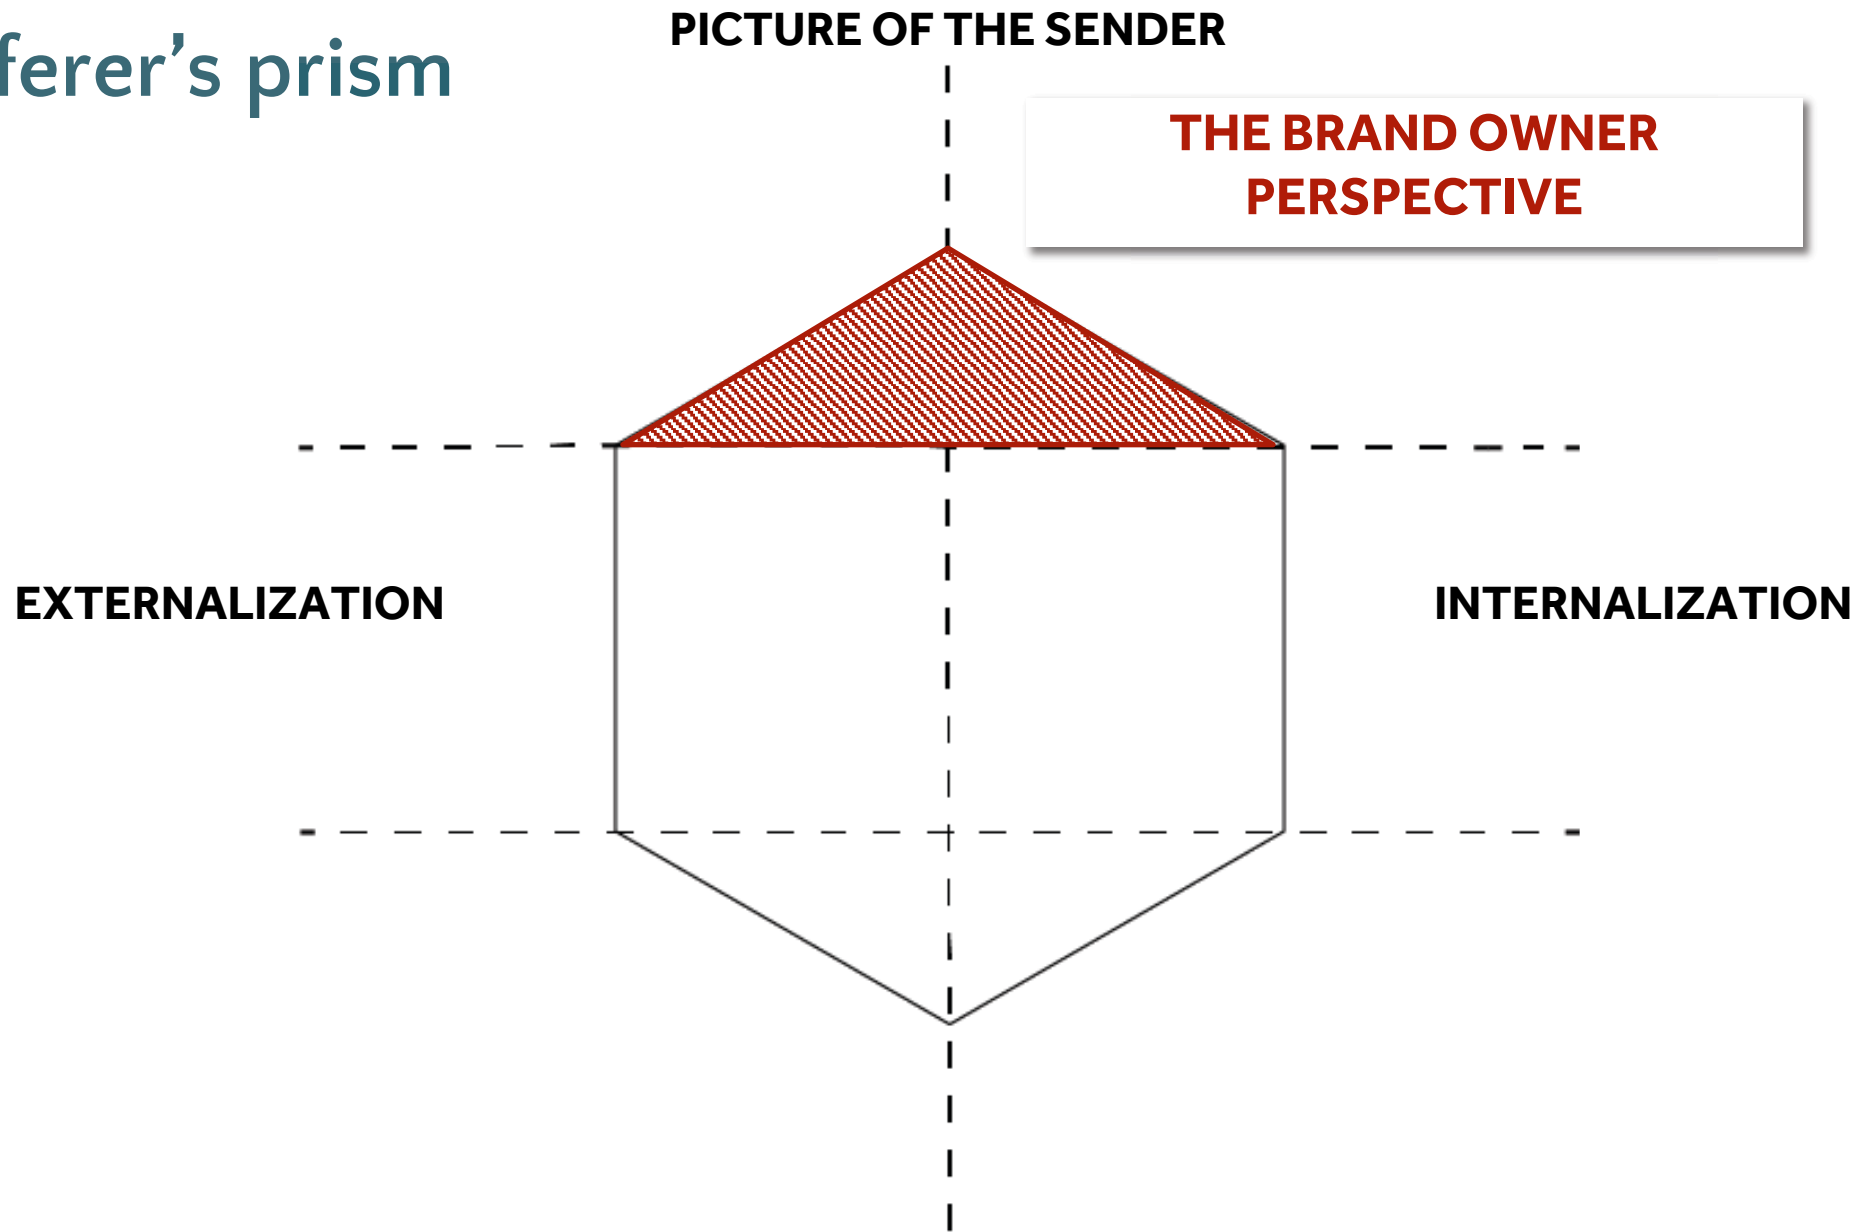 ferer’s prism
PICTURE OF THE SENDER
THE BRAND OWNER
PERSPECTIVE
EXTERNALIZATION
INTERNALIZATION